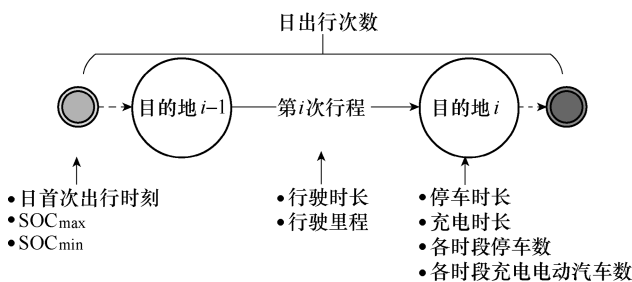 日出行次数
目的地i-1
第i次行程
目的地i
•日首次出行时刻
•SOCmax
•SOCmin
•行驶时长
•行驶里程
•停车时长
•充电时长
•各时段停车数
•各时段充电电动汽车数